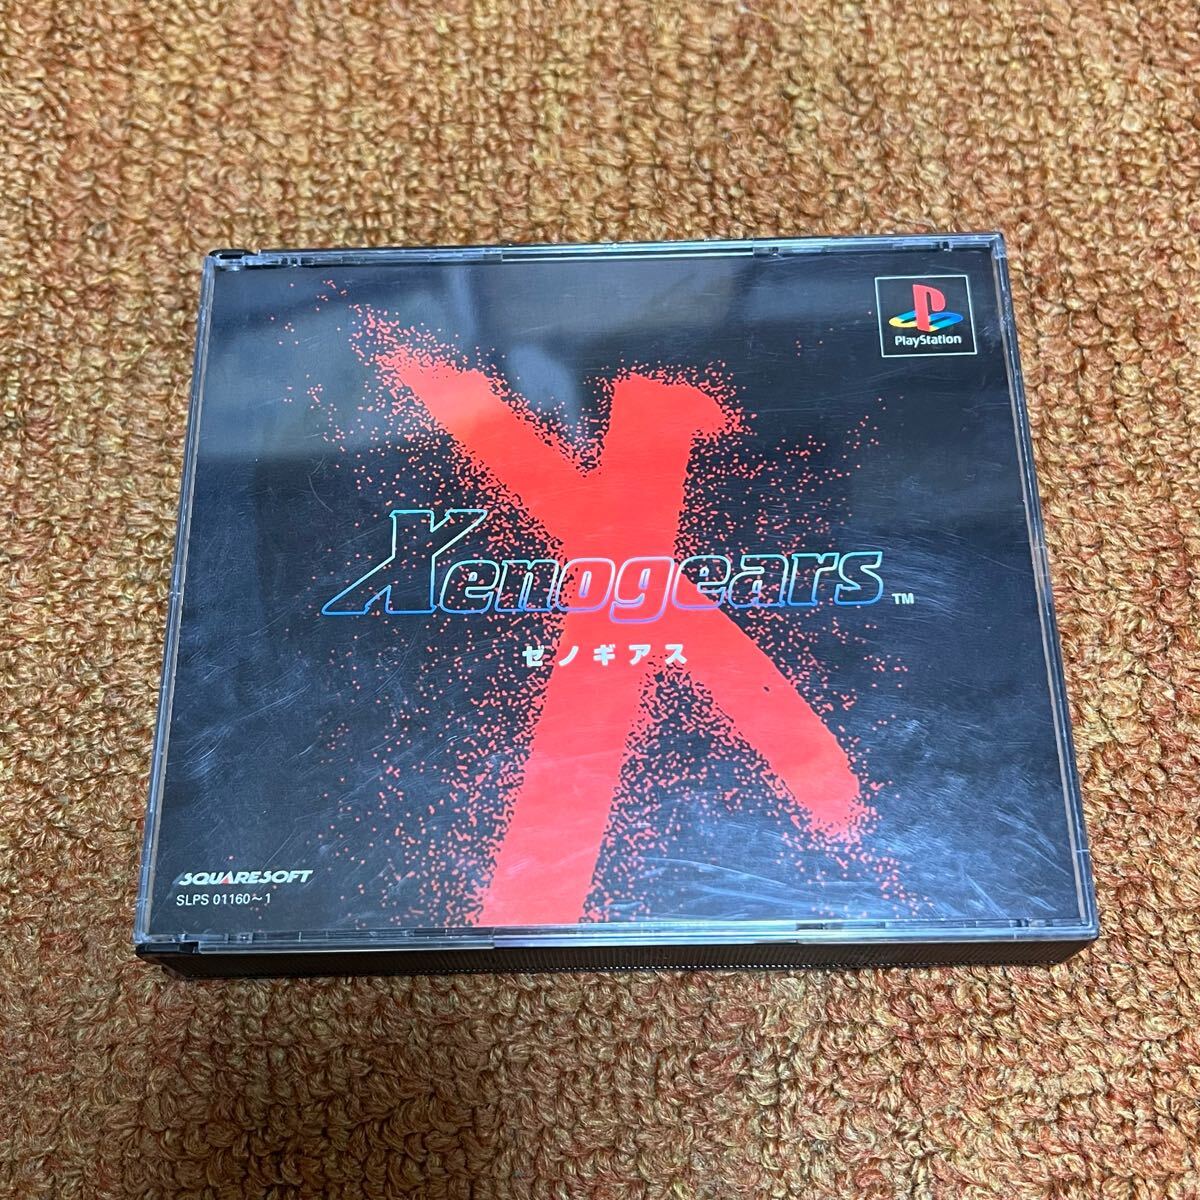 PlayStation
Xenogears™
ゼノギアス
SQUARESOFT
SLPS 01160~1